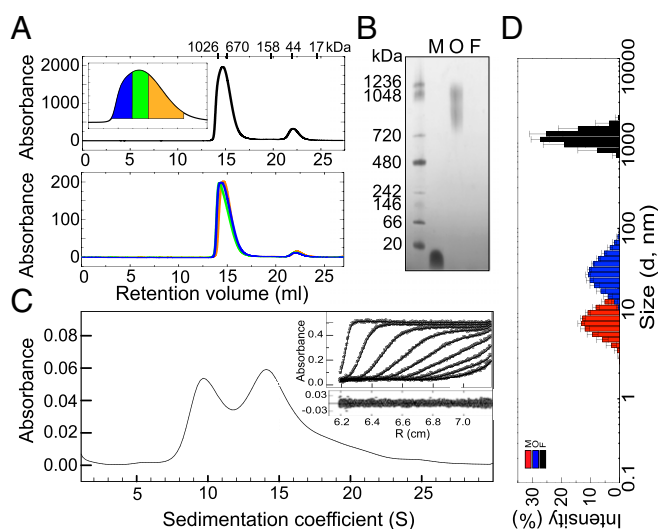 A
1026 670 158 44 17 kDa
Absorbance
2000
1000
0
0 5 10 15 20 25
Absorbance
200
100
0
0 5 10 15 20 25
Retention volume (ml)
B
M O F
kDa
1236
1048
720
480
242
146
66
20
C
Absorbance
0.08
0.06
0.04
0.02
0.00
5 10 15 20 25
Sedimentation coefficient (S)
Absorbance
0.4
0.2
0.0
0.03
-0.03
6.2 6.4 6.6 6.8 7.0
R (cm)
D
10000
1000
100
10
1
0.1
Size (d, nm)
M
O
F
30 20 10 0
Intensity (%)